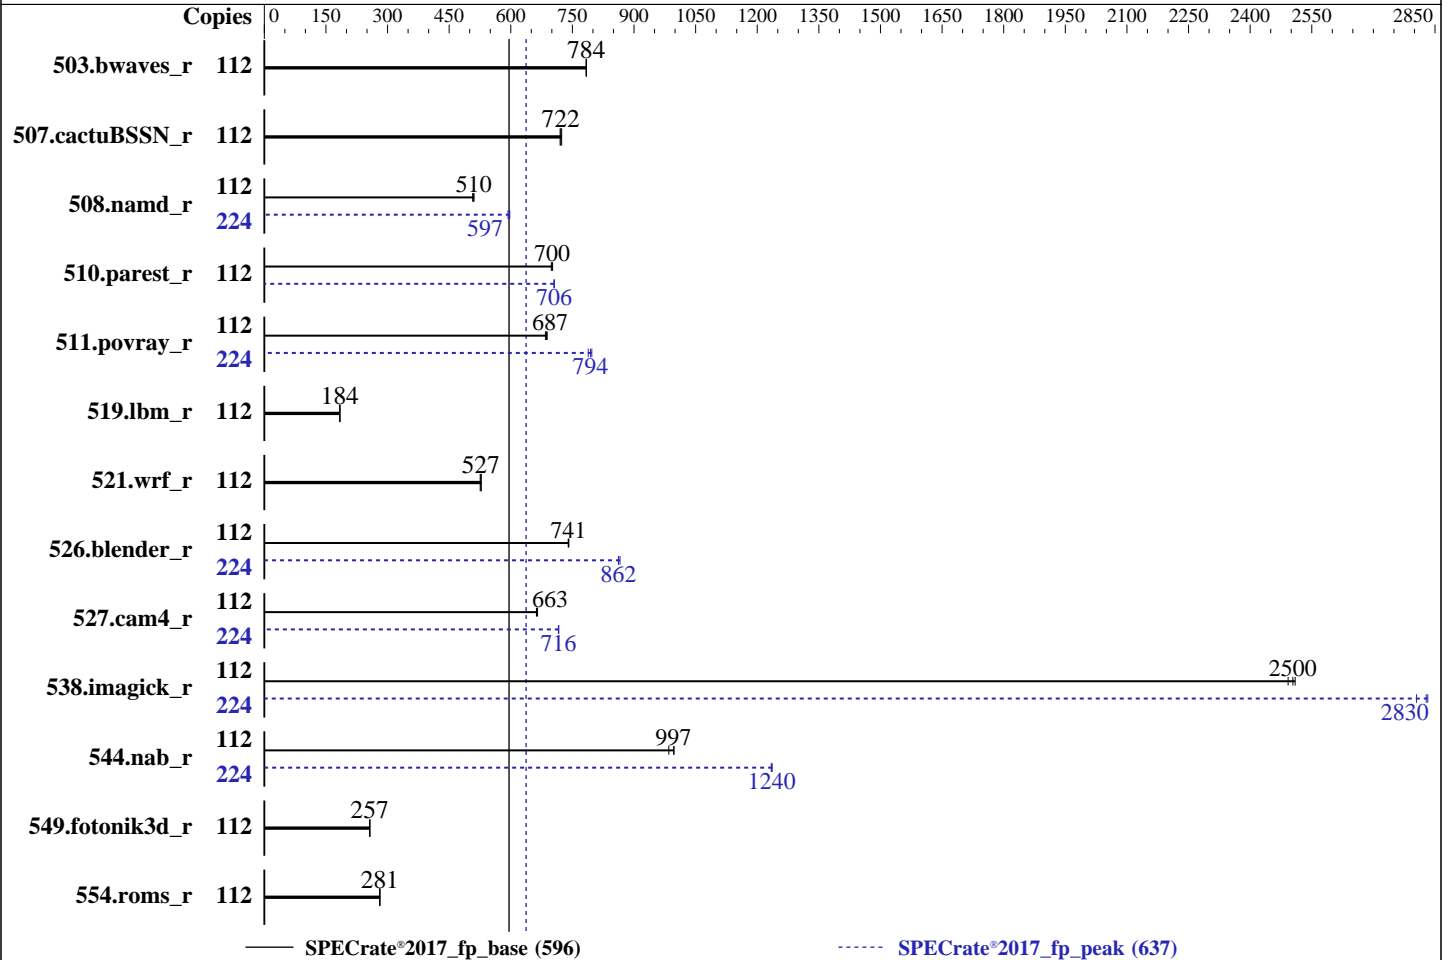 Copies 0 150 300 450 600 750 900 1050 1200 1350 1500 1650 1800 1950 2100 2250 2400 2550 2850
503.bwaves_r 112 784
507.cactuBSSN_r 112 722
508.namd_r 112 510
224 597
510.parest_r 112 700
706
511.povray_r 112 687
224 794
519.lbm_r 112 184
521.wrf_r 112 527
526.blender_r 112 741
224 862
527.cam4_r 112 663
224 716
538.imagick_r 112 2500
224 2830
544.nab_r 112 997
224 1240
549.fotonik3d_r 112 257
554.roms_r 112 281
SPECrate®2017_fp_base (596) SPECrate®2017_fp_peak (637)